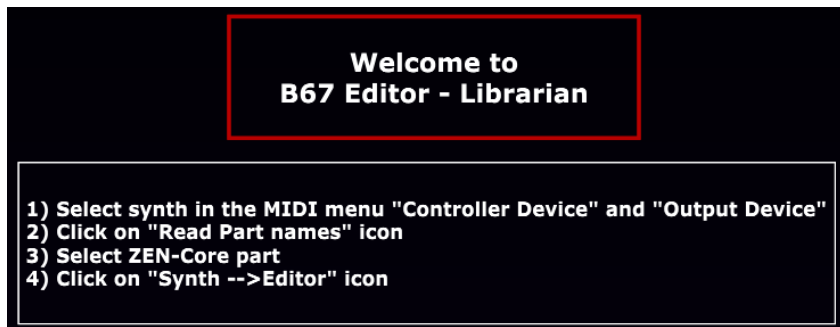 Welcome to
B67 Editor - Librarian
1) Select synth in the MIDI menu "Controller Device" and "Output Device"
2) Click on "Read Part names" icon
3) Select ZEN-Core part
4) Click on "Synth -->Editor" icon